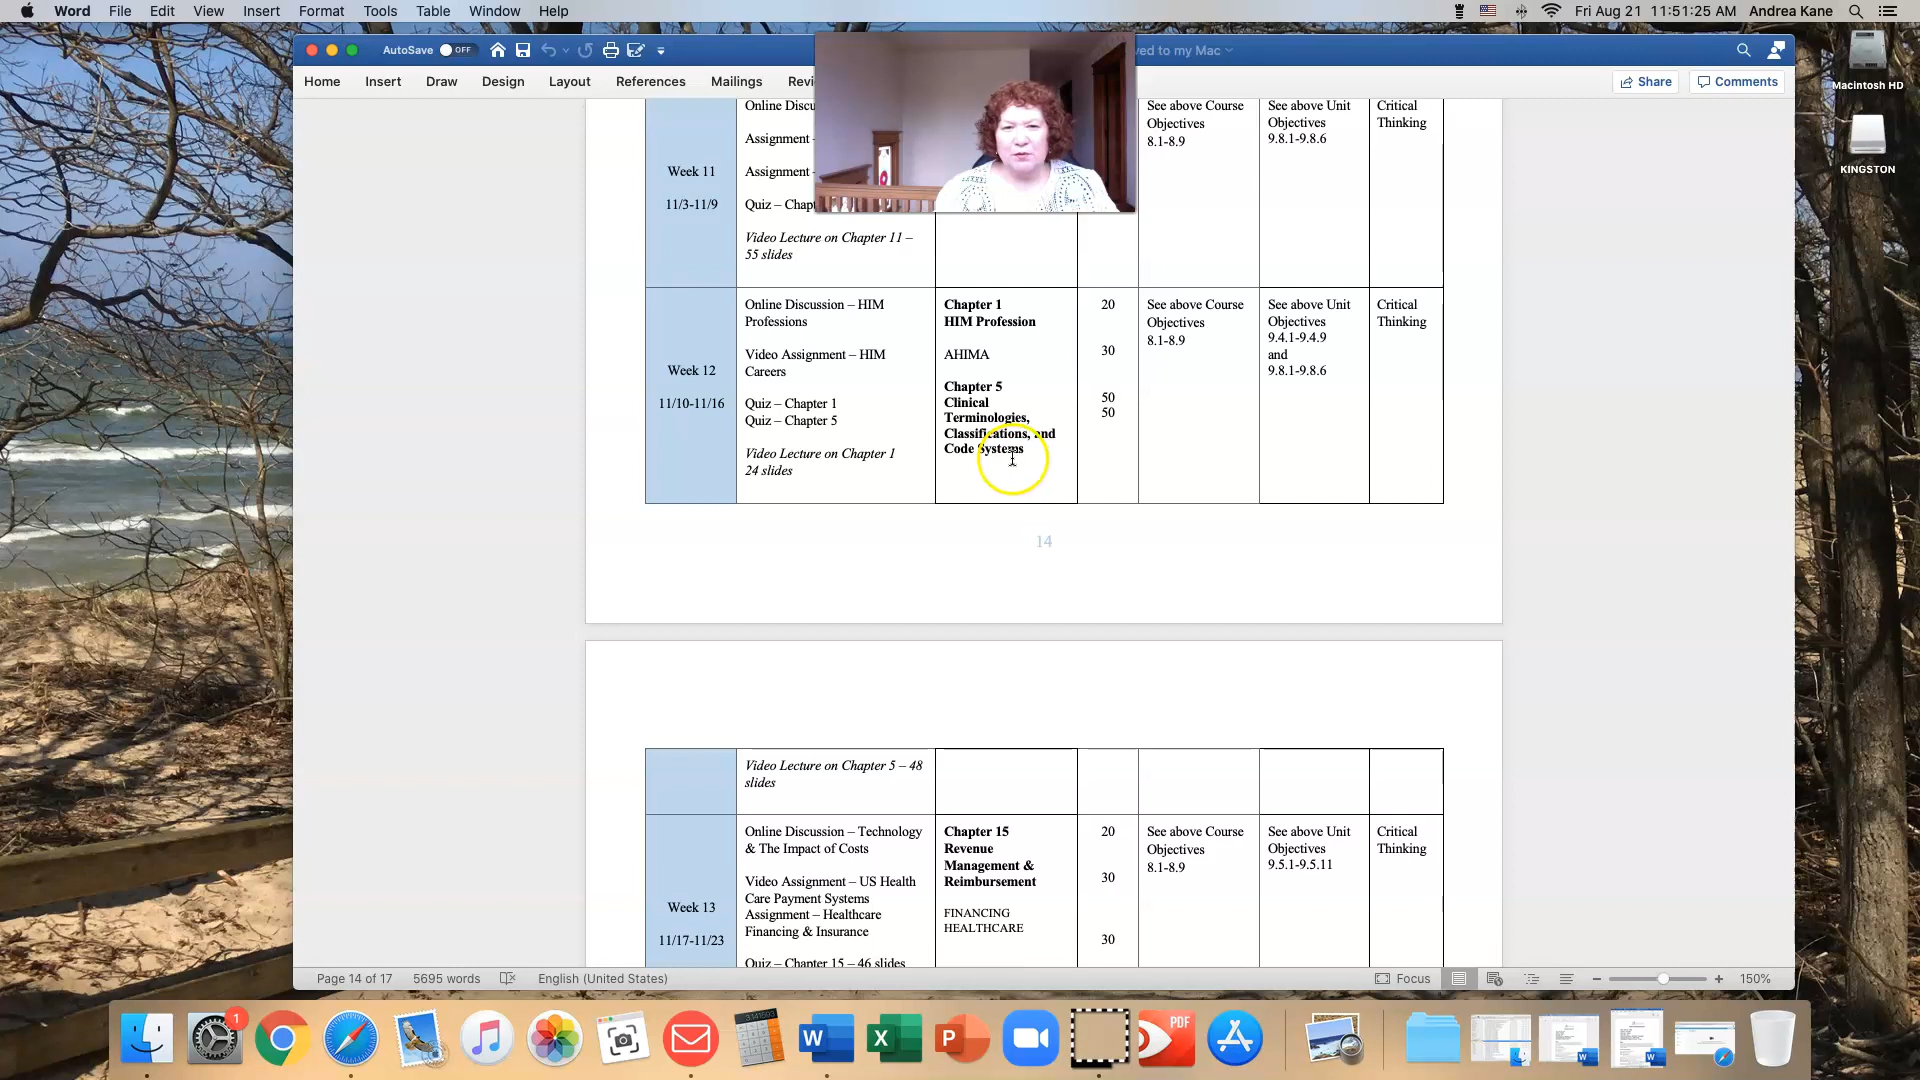 Word File Edit View Insert Format Tools Table Window Help
Fri Aug 21 11:51:25 AM Andrea Kane
AutoSave OFF
ved to my Mac
Home Insert Draw Design Layout References Mailings Revi
Share Comments
Macintosh HD
KINGSTON
Week 11
11/3-11/9
Online Discu
Assignment
Assignment
Quiz – Chapt
Video Lecture on Chapter 11 –
55 slides
See above Course
Objectives
8.1-8.9
See above Unit
Objectives
9.8.1-9.8.6
Critical
Thinking
Week 12
11/10-11/16
Online Discussion – HIM
Professions
Video Assignment – HIM
Careers
Quiz – Chapter 1
Quiz – Chapter 5
Video Lecture on Chapter 1
24 slides
Chapter 1
HIM Profession
AHIMA
Chapter 5
Clinical
Terminologies,
Classifications, and
Code Systems
20
30
50
50
See above Course
Objectives
8.1-8.9
See above Unit
Objectives
9.4.1-9.4.9
and
9.8.1-9.8.6
Critical
Thinking
14
Video Lecture on Chapter 5 – 48
slides
Week 13
11/17-11/23
Online Discussion – Technology
& The Impact of Costs
Video Assignment – US Health
Care Payment Systems
Assignment – Healthcare
Financing & Insurance
Quiz – Chapter 15 – 46 slides
Chapter 15
Revenue
Management &
Reimbursement
FINANCING
HEALTHCARE
20
30
30
See above Course
Objectives
8.1-8.9
See above Unit
Objectives
9.5.1-9.5.11
Critical
Thinking
Page 14 of 17 5695 words English (United States)
Focus 150%
1
W X P PDF